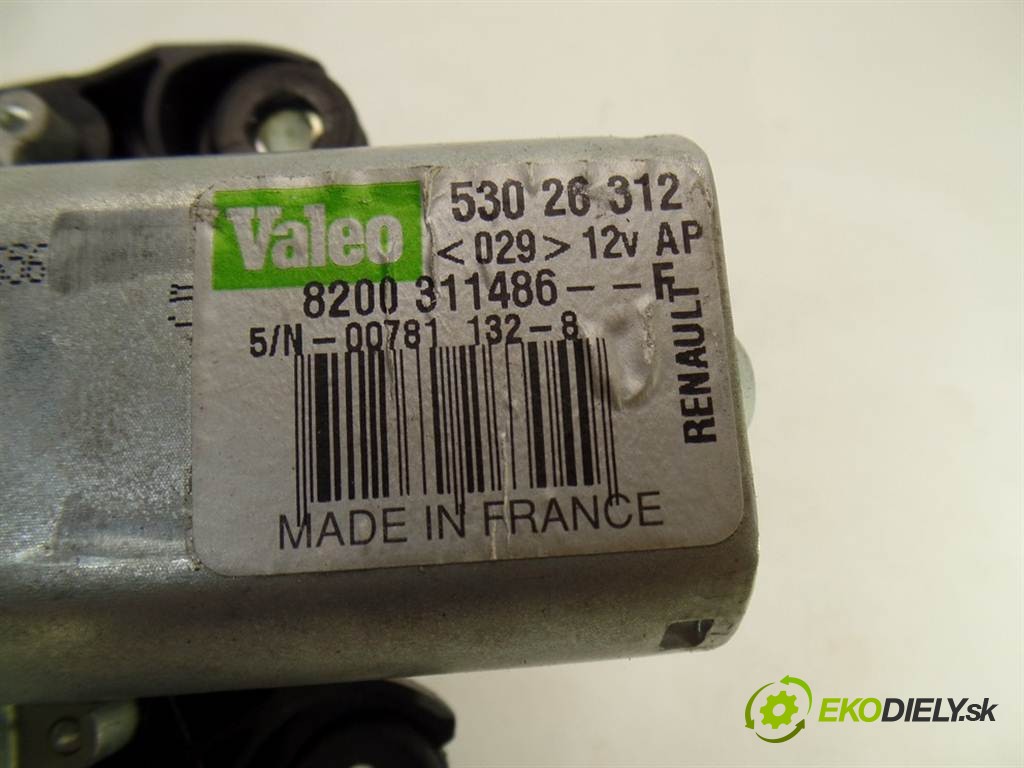 Valeo
530 26 312
<029> 12v AP
8200 311486--F
S/N-00781 132-8
RENAULT
MADE IN FRANCE
EKODIELY.sk